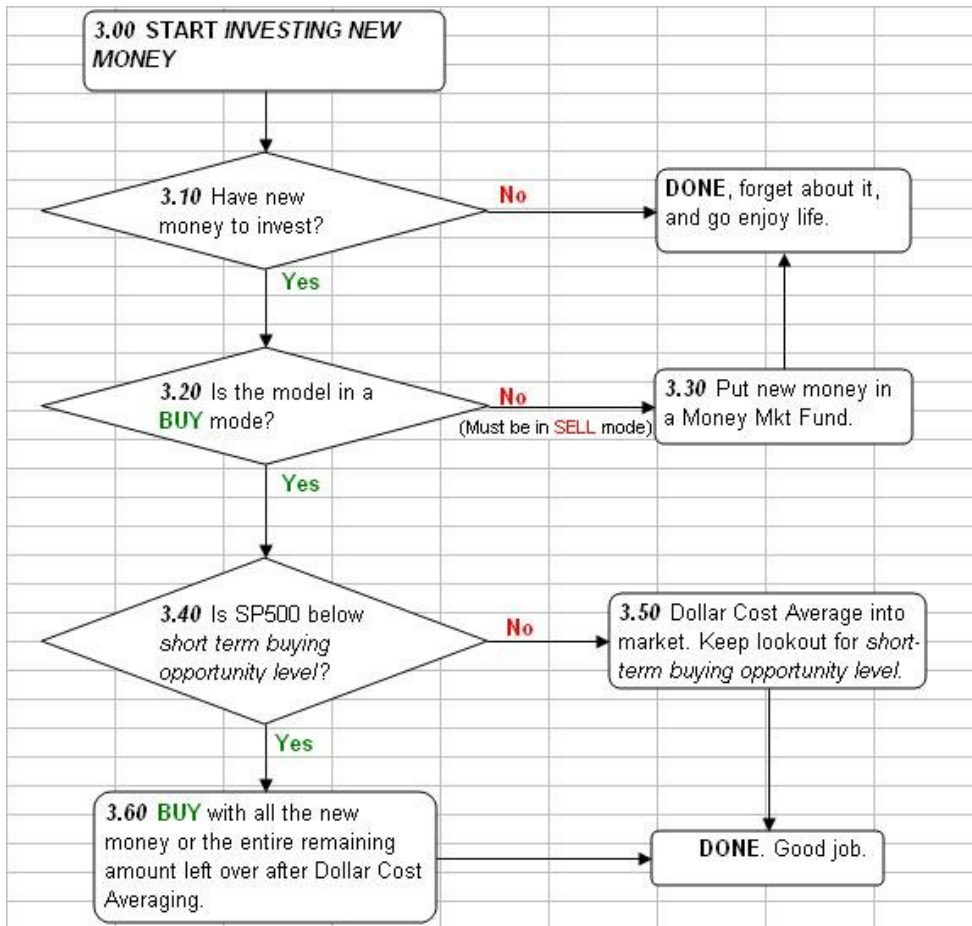 3.00 START INVESTING NEW
MONEY
3.10 Have new
money to invest?
No
DONE, forget about it,
and go enjoy life.
Yes
3.20 Is the model in a
BUY mode?
No
(Must be in SELL mode)
3.30 Put new money in
a Money Mkt Fund.
Yes
3.40 Is SP500 below
short term buying
opportunity level?
No
3.50 Dollar Cost Average into
market. Keep lookout for short-
term buying opportunity level.
Yes
3.60 BUY with all the new
money or the entire remaining
amount left over after Dollar Cost
Averaging.
DONE. Good job.